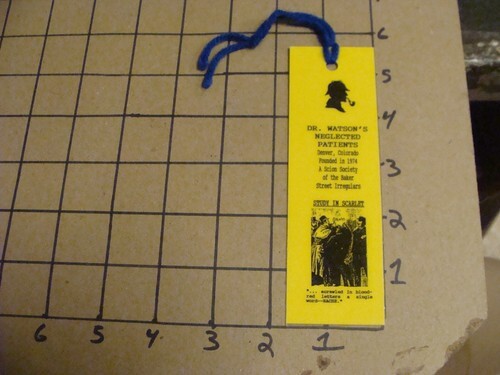 6
5
4
3
2
1
DR. WATSON'S
NEGLECTED
PATIENTS
Denver, Colorado
Founded in 1974
A Scion Society
of the Baker
Street Irregulars
STUDY IN SCARLET
"... scrawled in blood-
red letters a single
word--RACHE."
6 5 4 3 2 1